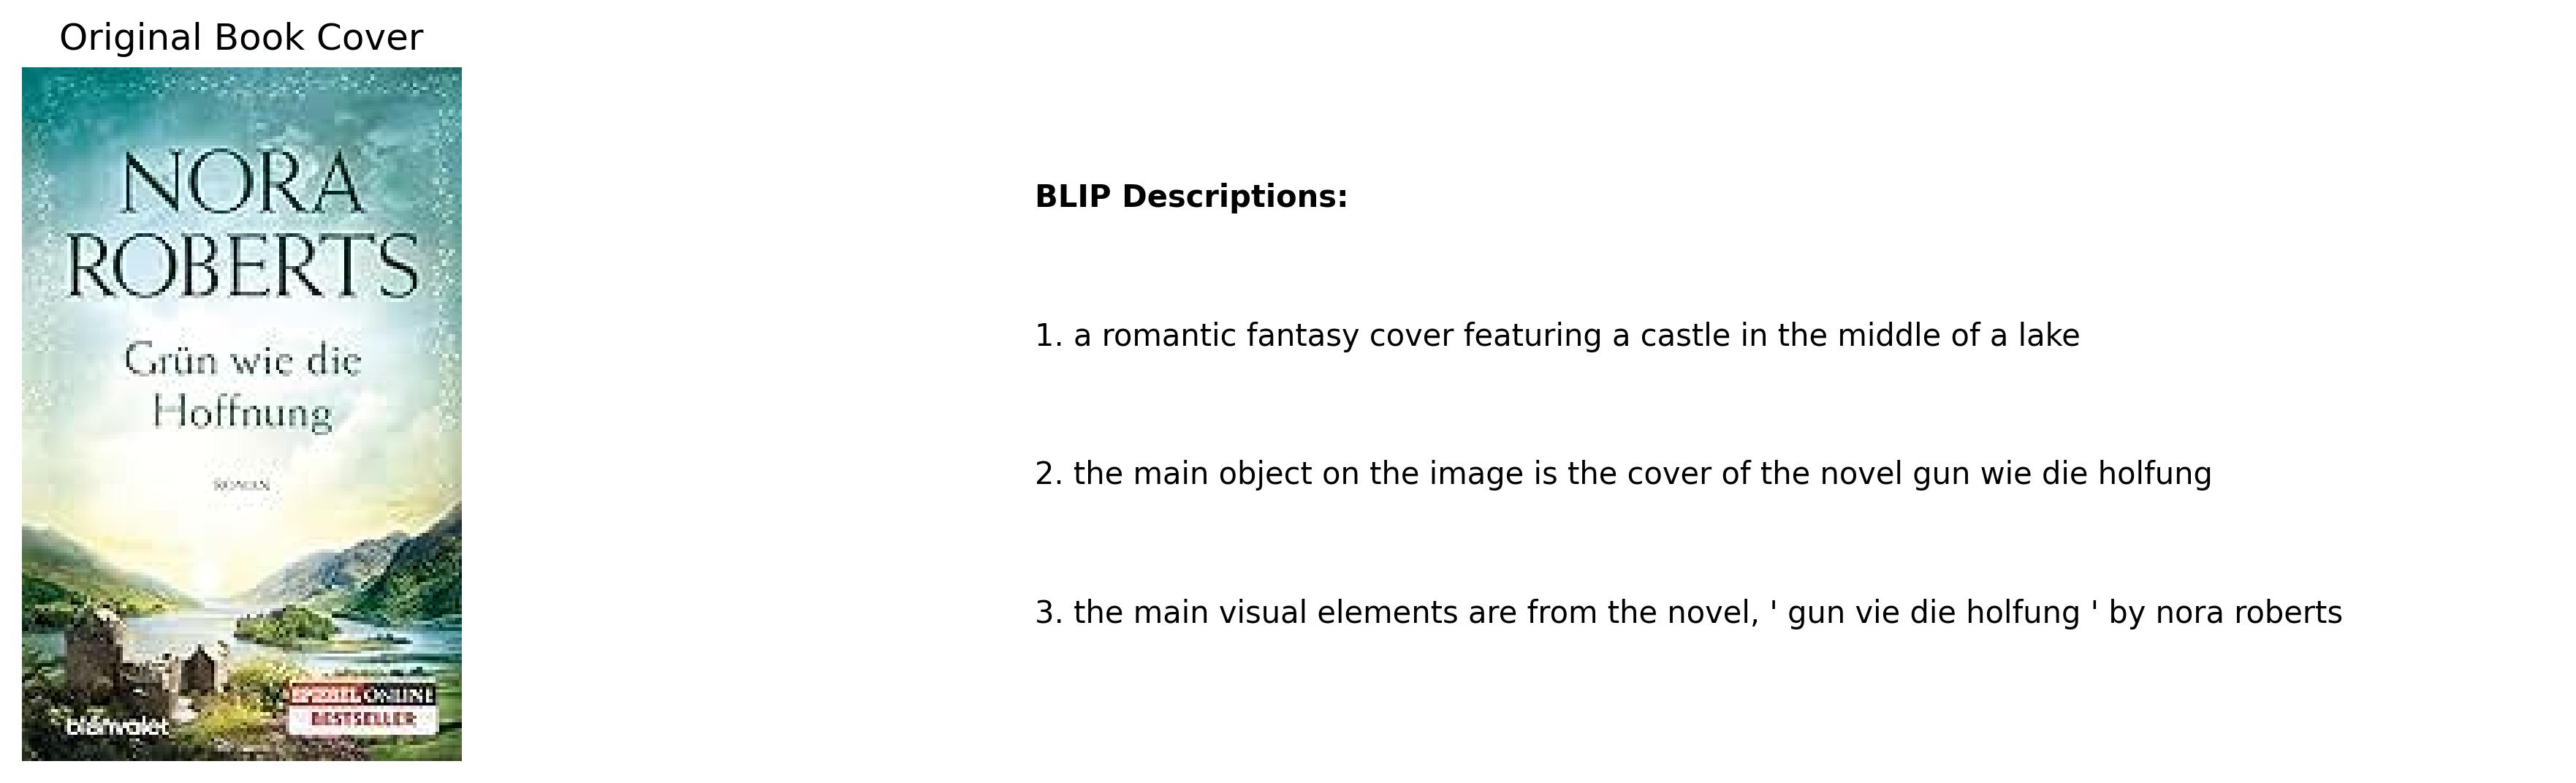 Original Book Cover
NORA
ROBERTS
Grün wie die
Hoffnung
ROMAN
blanvalet
SPIEGEL ONLINE
BESTSELLER
BLIP Descriptions:
1. a romantic fantasy cover featuring a castle in the middle of a lake
2. the main object on the image is the cover of the novel gun wie die holfung
3. the main visual elements are from the novel, ' gun vie die holfung ' by nora roberts